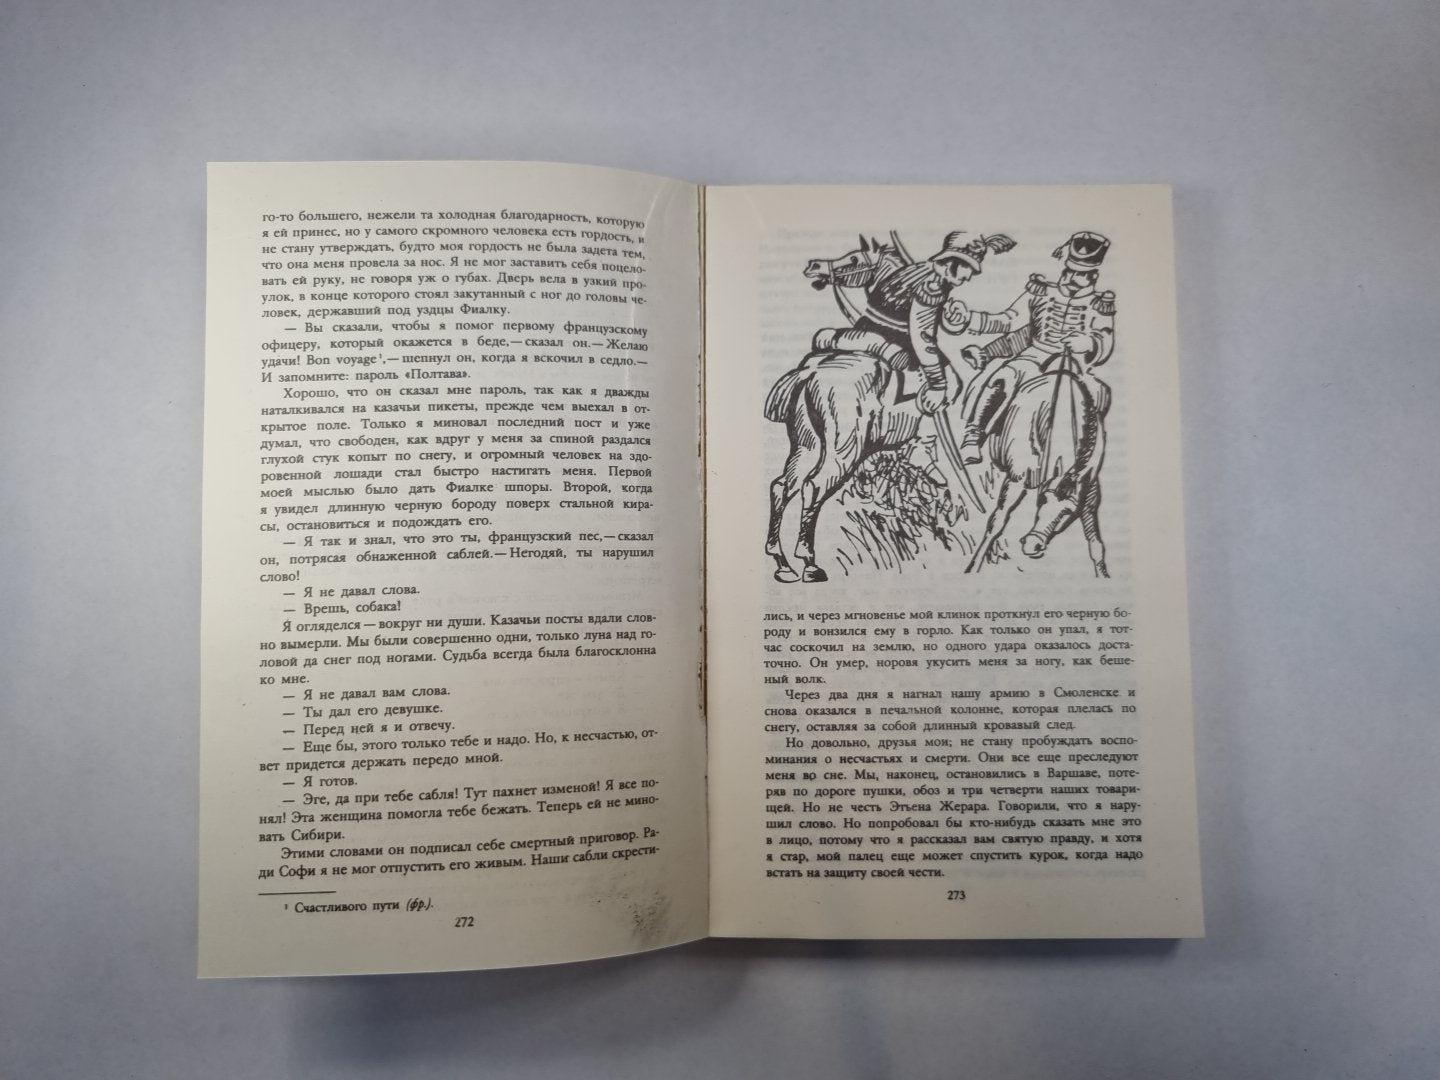 го-то большего, нежели та холодная благодарность, которую
я ей принес, но у самого скромного человека есть гордость, и
не стану утверждать, будто моя гордость не была задета тем,
что она меня провела за нос. Я не мог заставить себя поцело-
вать ей руку, не говоря уж о губах. Дверь вела в узкий про-
улок, в конце которого стоял закутанный с ног до головы че-
ловек, державший под уздцы Фиалку.
— Вы сказали, чтобы я помог первому французскому
офицеру, который окажется в беде,— сказал он.— Желаю
удачи! Bon voyage¹,— шепнул он, когда я вскочил в седло.—
И запомните: пароль «Полтава».
Хорошо, что он сказал мне пароль, так как я дважды
наталкивался на казачьи пикеты, прежде чем выехал в от-
крытое поле. Только я миновал последний пост и уже
думал, что свободен, как вдруг у меня за спиной раздался
глухой стук копыт по снегу, и огромный человек на здо-
ровенной лошади стал быстро настигать меня. Первой
моей мыслью было дать Фиалке шпоры. Второй, когда
я увидел длинную черную бороду поверх стальной кира-
сы, остановиться и подождать его.
— Я так и знал, что это ты, французский пес,— сказал
он, потрясая обнаженной саблей.— Негодяй, ты нарушил
слово!
— Я не давал слова.
— Врешь, собака!
Я огляделся — вокруг ни души. Казачьи посты вдали слов-
но вымерли. Мы были совершенно одни, только луна над го-
ловой да снег под ногами. Судьба всегда была благосклонна
ко мне.
— Я не давал вам слова.
— Ты дал его девушке.
— Перед ней я и отвечу.
— Еще бы, этого только тебе и надо. Но, к несчастью, от-
вет придется держать передо мной.
— Я готов.
— Эге, да при тебе сабля! Тут пахнет изменой! Я все по-
нял! Эта женщина помогла тебе бежать. Теперь ей не мино-
вать Сибири.
Этими словами он подписал себе смертный приговор. Ра-
ди Софи я не мог отпустить его живым. Наши сабли скрести-
¹ Счастливого пути (фр.).
272
лись, и через мгновенье мой клинок проткнул его черную бо-
роду и вонзился ему в горло. Как только он упал, я тот-
час соскочил на землю, но одного удара оказалось доста-
точно. Он умер, норовя укусить меня за ногу, как беше-
ный волк.
Через два дня я нагнал нашу армию в Смоленске и
снова оказался в печальной колонне, которая плелась по
снегу, оставляя за собой длинный кровавый след.
Но довольно, друзья мои; не стану пробуждать воспо-
минания о несчастьях и смерти. Они все еще преследуют
меня во сне. Мы, наконец, остановились в Варшаве, поте-
ряв по дороге пушки, обоз и три четверти наших товари-
щей. Но не честь Этьена Жерара. Говорили, что я нару-
шил слово. Но попробовал бы кто-нибудь сказать мне это
в лицо, потому что я рассказал вам святую правду, и хотя
я стар, мой палец еще может спустить курок, когда надо
встать на защиту своей чести.
273